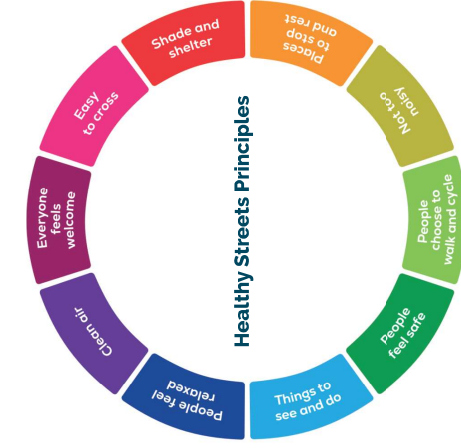 Healthy Streets Principles
Shade and
shelter
Places
to stop
and rest
Not too
noisy
People
choose to
walk and cycle
People
feel safe
Things to
see and do
People feel
relaxed
Clean air
Everyone
feels
welcome
Easy
to cross